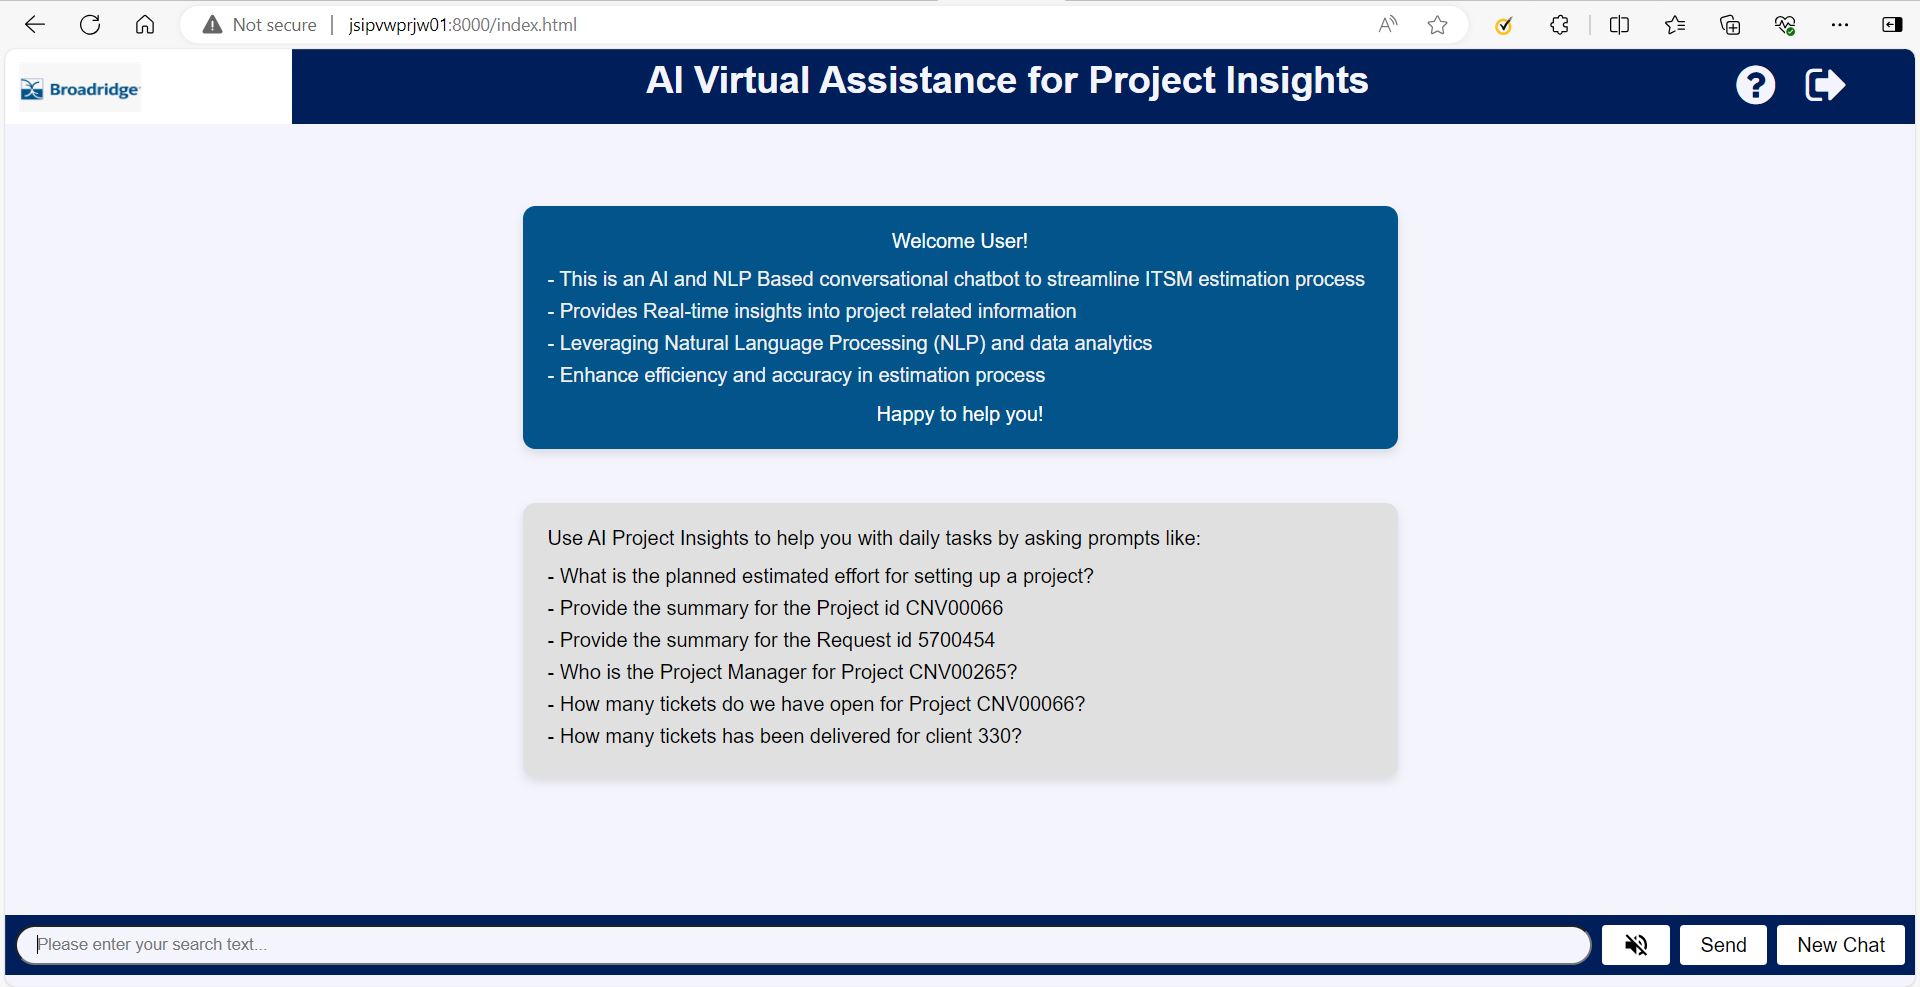 Not secure | jsipvwprjw01:8000/index.html
Broadridge
AI Virtual Assistance for Project Insights
Welcome User!
- This is an AI and NLP Based conversational chatbot to streamline ITSM estimation process
- Provides Real-time insights into project related information
- Leveraging Natural Language Processing (NLP) and data analytics
- Enhance efficiency and accuracy in estimation process
Happy to help you!
Use AI Project Insights to help you with daily tasks by asking prompts like:
- What is the planned estimated effort for setting up a project?
- Provide the summary for the Project id CNV00066
- Provide the summary for the Request id 5700454
- Who is the Project Manager for Project CNV00265?
- How many tickets do we have open for Project CNV00066?
- How many tickets has been delivered for client 330?
Please enter your search text...
Send
New Chat